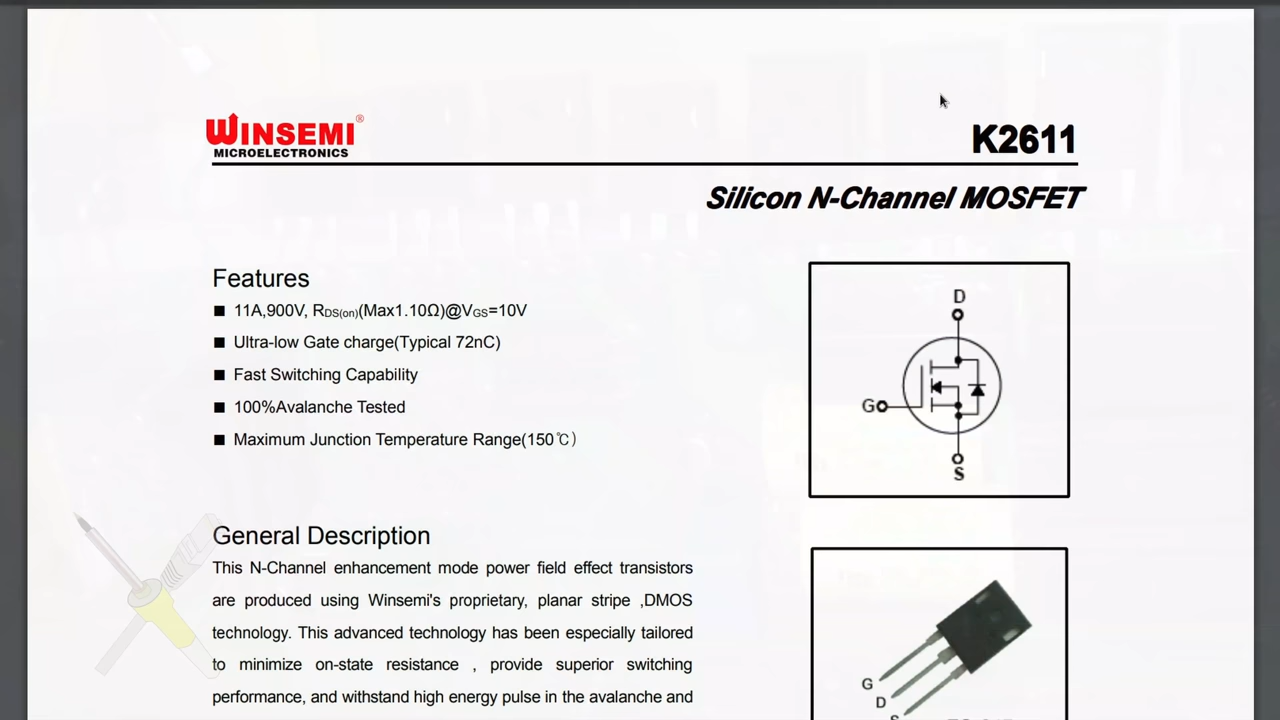 WINSEMI®
MICROELECTRONICS
K2611
Silicon N-Channel MOSFET
Features
■ 11A,900V, RDS(on)(Max1.10Ω)@VGS=10V
■ Ultra-low Gate charge(Typical 72nC)
■ Fast Switching Capability
■ 100%Avalanche Tested
■ Maximum Junction Temperature Range(150℃)
D
G
S
General Description
This N-Channel enhancement mode power field effect transistors
are produced using Winsemi's proprietary, planar stripe ,DMOS
technology. This advanced technology has been especially tailored
to minimize on-state resistance , provide superior switching
performance, and withstand high energy pulse in the avalanche and
G
D